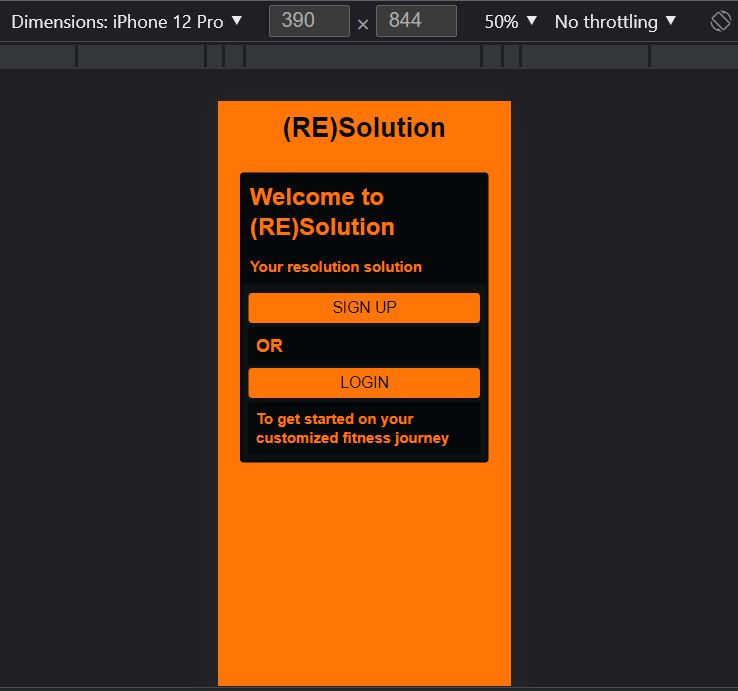 Dimensions: iPhone 12 Pro ▼ 390 × 844 50% ▼ No throttling ▼
(RE)Solution
Welcome to
(RE)Solution
Your resolution solution
SIGN UP
OR
LOGIN
To get started on your
customized fitness journey